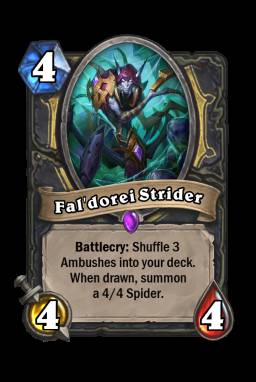 4
Fal'dorei Strider
Battlecry: Shuffle 3
Ambushes into your deck.
When drawn, summon
a 4/4 Spider.
4 4